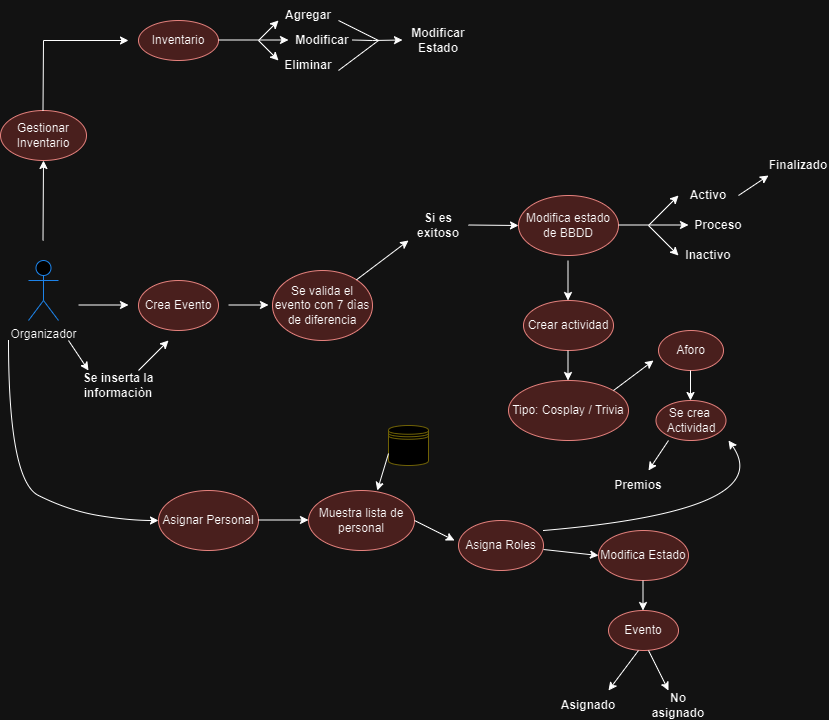 Agregar
Modificar
Eliminar
Modificar
Estado
Inventario
Gestionar
Inventario
Finalizado
Activo
Proceso
Inactivo
Si es
exitoso
Modifica estado
de BBDD
Se valida el
evento con 7 dìas
de diferencia
Crea Evento
Organizador
Se inserta la
informaciòn
Crear actividad
Aforo
Tipo: Cosplay / Trivia
Se crea
Actividad
Premios
Asignar Personal
Muestra lista de
personal
Asigna Roles
Modifica Estado
Evento
Asignado
No
asignado